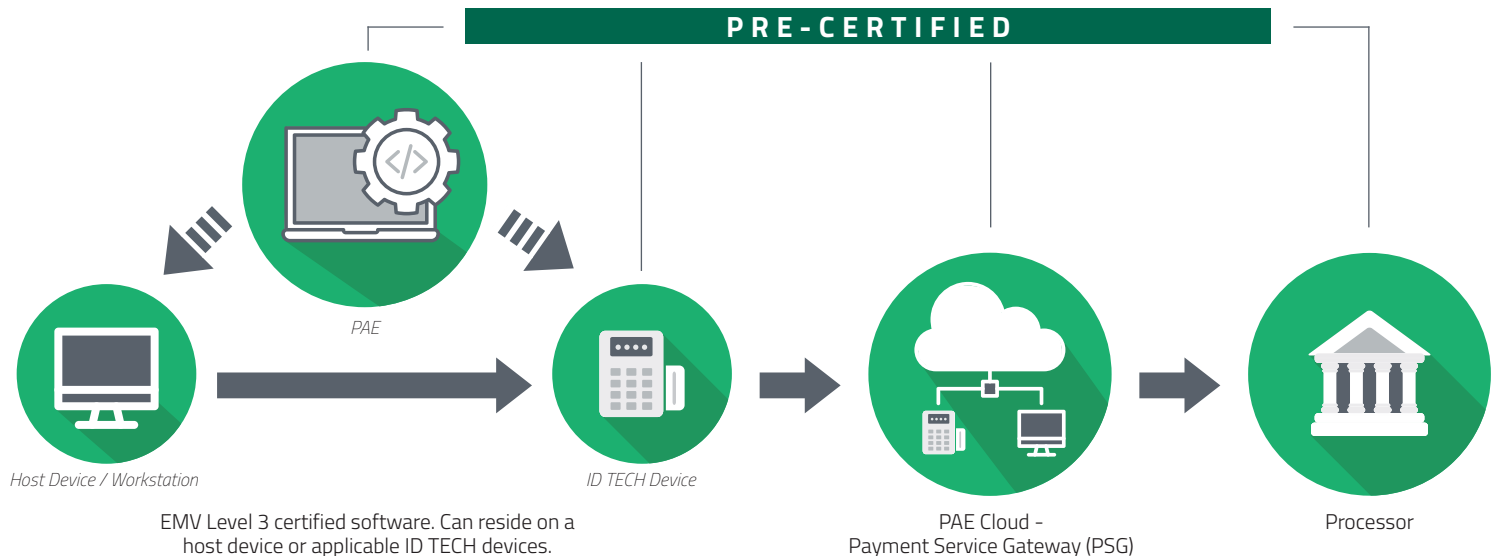 PRE-CERTIFIED
</>
PAE
Host Device / Workstation
ID TECH Device
EMV Level 3 certified software. Can reside on a
host device or applicable ID TECH devices.
PAE Cloud -
Payment Service Gateway (PSG)
Processor